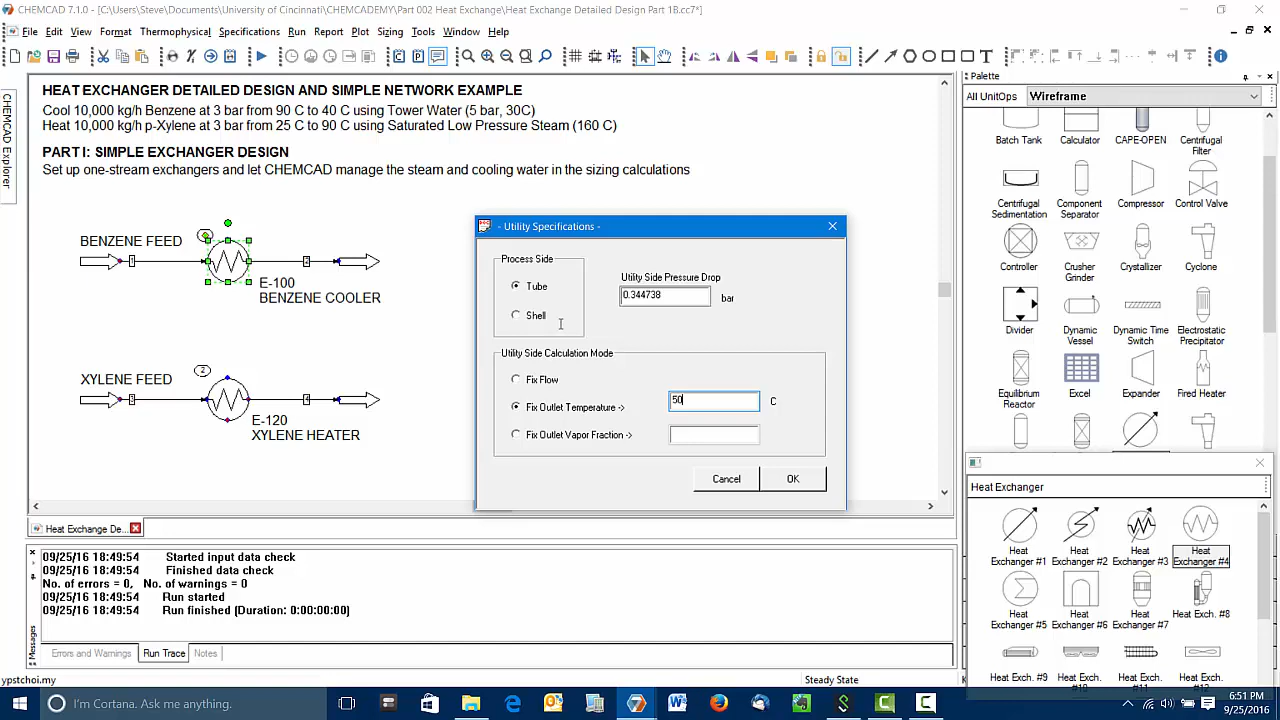 CHEMCAD 7.1.0 - [C:\Users\Steve\Documents\University of Cincinnati\CHEMCADEMY\Part 002 Heat Exchange\Heat Exchange Detailed Design Part 1B.cc7*]
File Edit View Format Thermophysical Specifications Run Report Plot Sizing Tools Window Help
CHEMCAD Explorer
HEAT EXCHANGER DETAILED DESIGN AND SIMPLE NETWORK EXAMPLE
Cool 10,000 kg/h Benzene at 3 bar from 90 C to 40 C using Tower Water (5 bar, 30C)
Heat 10,000 kg/h p-Xylene at 3 bar from 25 C to 90 C using Saturated Low Pressure Steam (160 C)
PART I: SIMPLE EXCHANGER DESIGN
Set up one-stream exchangers and let CHEMCAD manage the steam and cooling water in the sizing calculations
BENZENE FEED
1
2
E-100
BENZENE COOLER
2
XYLENE FEED
3
4
E-120
XYLENE HEATER
- Utility Specifications -
Process Side
Tube
Shell
Utility Side Pressure Drop
0.344738
bar
Utility Side Calculation Mode
Fix Flow
Fix Outlet Temperature ->
50
C
Fix Outlet Vapor Fraction ->
Cancel
OK
Palette
All UnitOps Wireframe
Batch Tank
Calculator
CAPE-OPEN
Centrifugal Filter
Centrifugal Sedimentation
Component Separator
Compressor
Control Valve
Controller
Crusher Grinder
Crystallizer
Cyclone
Divider
Dynamic Vessel
Dynamic Time Switch
Electrostatic Precipitator
Equilibrium Reactor
Excel
Expander
Fired Heater
Heat Exchanger
Heat Exchanger #1
Heat Exchanger #2
Heat Exchanger #3
Heat Exchanger #4
Heat Exchanger #5
Heat Exchanger #6
Heat Exchanger #7
Heat Exch. #8
Heat Exch. #9
Heat Exch.
Heat Exch.
Heat Exch.
Heat Exchange De...
09/25/16 18:49:54 Started input data check
09/25/16 18:49:54 Finished data check
No. of errors = 0, No. of warnings = 0
09/25/16 18:49:54 Run started
09/25/16 18:49:54 Run finished (Duration: 0:00:00:00)
Messages
Errors and Warnings Run Trace Notes
ypstchoi.my
Steady State
I'm Cortana. Ask me anything.
6:51 PM
9/25/2016